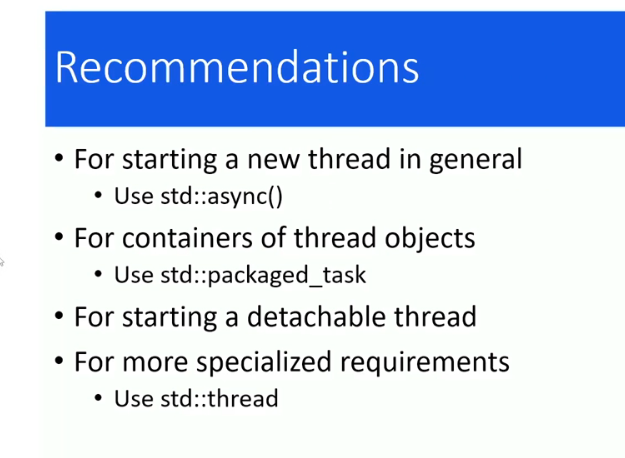 Recommendations
• For starting a new thread in general
• Use std::async()
• For containers of thread objects
• Use std::packaged_task
• For starting a detachable thread
• For more specialized requirements
• Use std::thread